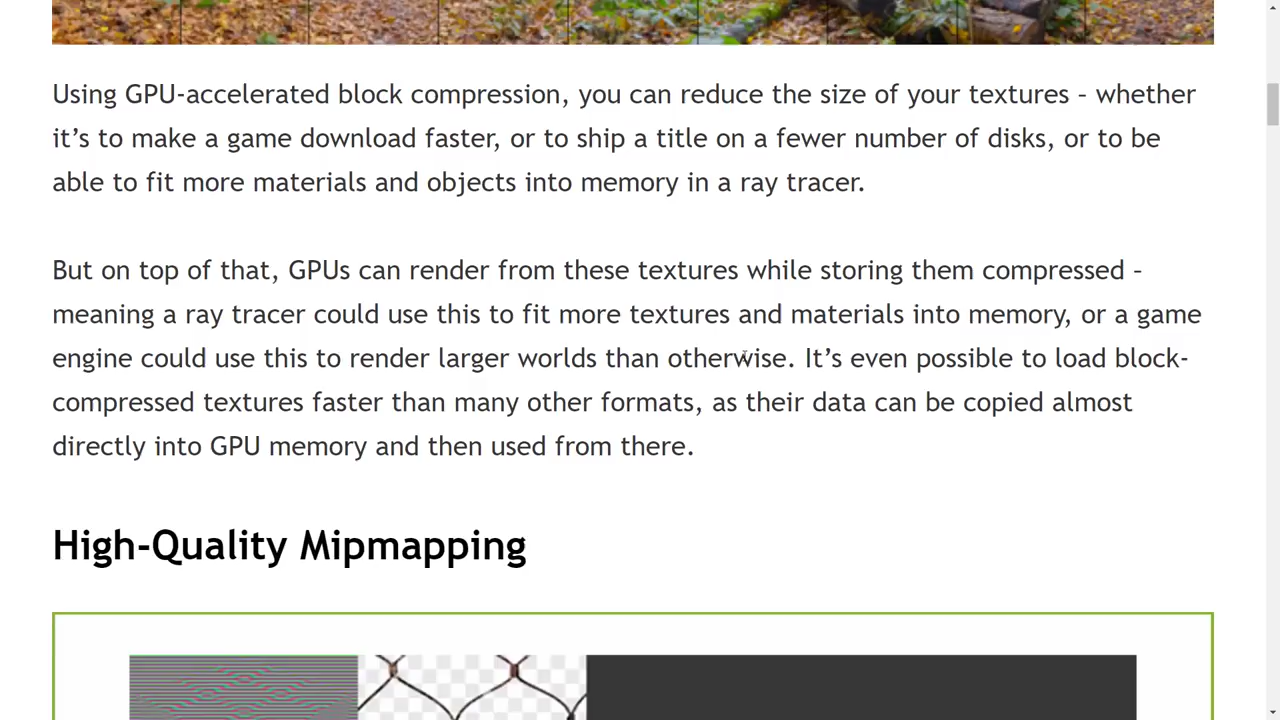 Using GPU-accelerated block compression, you can reduce the size of your textures – whether
it’s to make a game download faster, or to ship a title on a fewer number of disks, or to be
able to fit more materials and objects into memory in a ray tracer.
But on top of that, GPUs can render from these textures while storing them compressed –
meaning a ray tracer could use this to fit more textures and materials into memory, or a game
engine could use this to render larger worlds than otherwise. It’s even possible to load block-
compressed textures faster than many other formats, as their data can be copied almost
directly into GPU memory and then used from there.
High-Quality Mipmapping